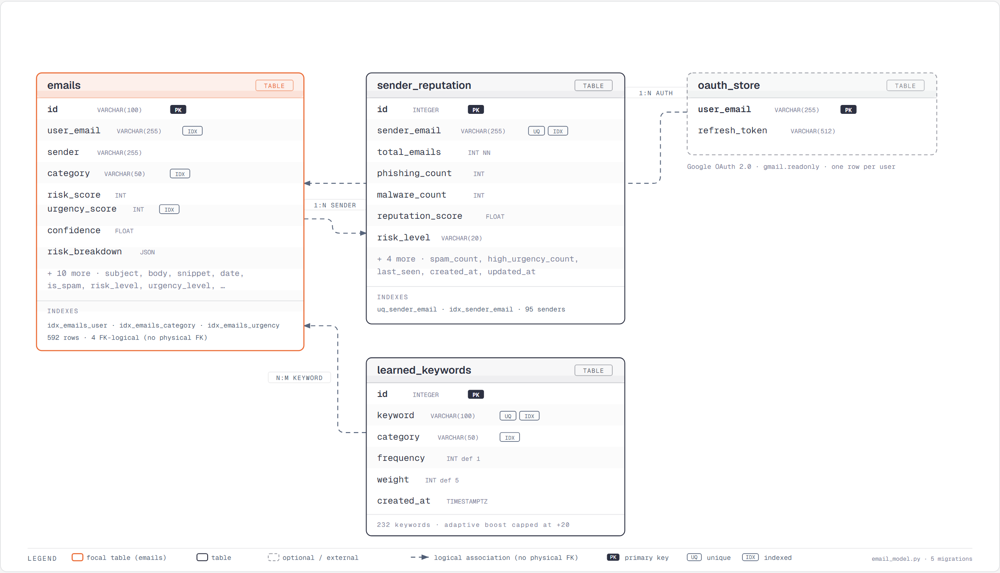 emails TABLE
id VARCHAR(100) PK
user_email VARCHAR(255) IDX
sender VARCHAR(255)
category VARCHAR(50) IDX
risk_score INT
urgency_score INT IDX
confidence FLOAT
risk_breakdown JSON
+ 10 more · subject, body, snippet, date,
is_spam, risk_level, urgency_level, …
INDEXES
idx_emails_user · idx_emails_category · idx_emails_urgency
592 rows · 4 FK-logical (no physical FK)
1:N SENDER
N:M KEYWORD
sender_reputation TABLE
id INTEGER PK
sender_email VARCHAR(255) UQ IDX
total_emails INT NN
phishing_count INT
malware_count INT
reputation_score FLOAT
risk_level VARCHAR(20)
+ 4 more · spam_count, high_urgency_count,
last_seen, created_at, updated_at
INDEXES
uq_sender_email · idx_sender_email · 95 senders
1:N AUTH
oauth_store TABLE
user_email VARCHAR(255) PK
refresh_token VARCHAR(512)
Google OAuth 2.0 · gmail.readonly · one row per user
learned_keywords TABLE
id INTEGER PK
keyword VARCHAR(100) UQ IDX
category VARCHAR(50) IDX
frequency INT def 1
weight INT def 5
created_at TIMESTAMPTZ
232 keywords · adaptive boost capped at +20
LEGEND focal table (emails) table optional / external logical association (no physical FK) PK primary key UQ unique IDX indexed email_model.py · 5 migrations